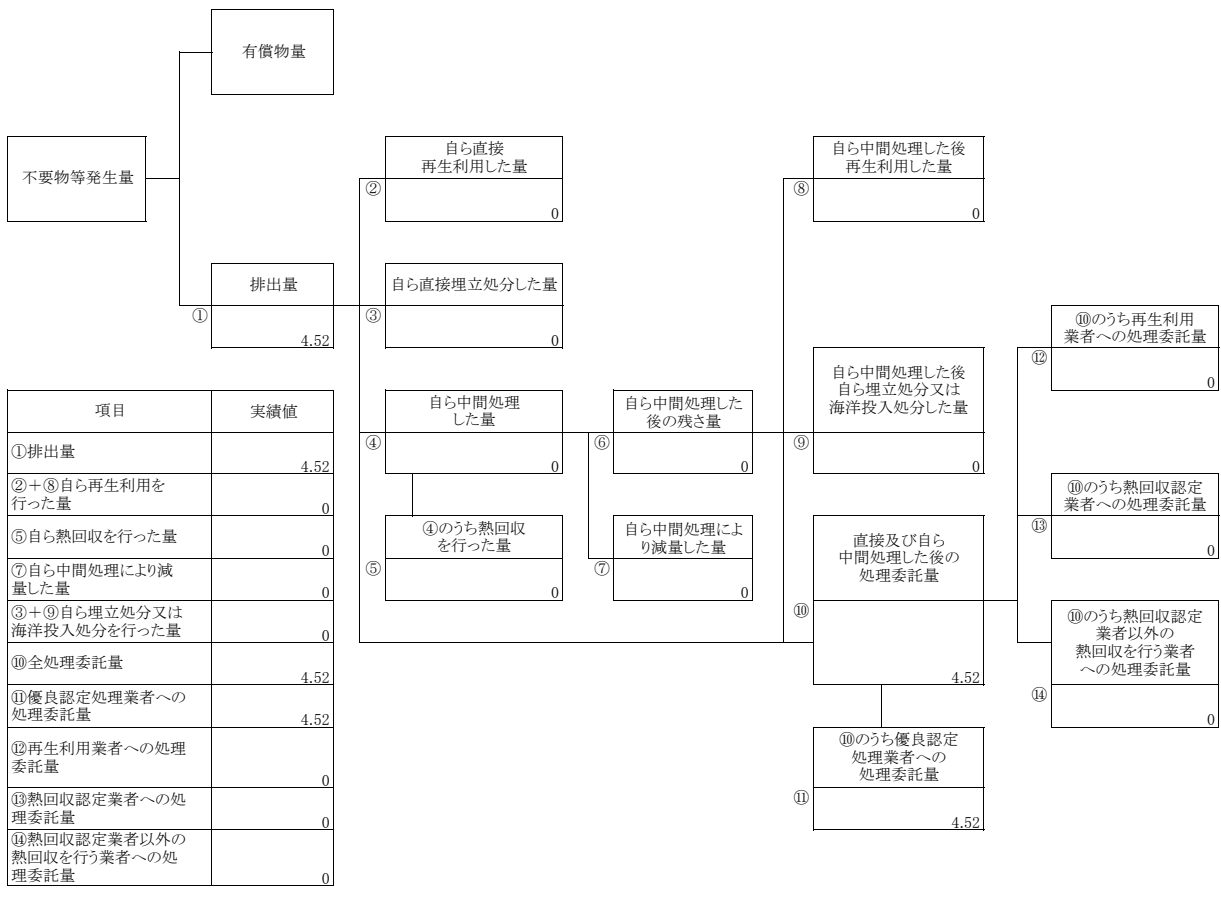 有償物量
不要物等発生量
排出量
①
4.52
自ら直接
再生利用した量
②
0
自ら直接埋立処分した量
③
0
自ら中間処理
した量
④
0
④のうち熱回収
を行った量
⑤
0
自ら中間処理した
後の残さ量
⑥
0
自ら中間処理によ
り減量した量
⑦
0
自ら中間処理した後
再生利用した量
⑧
0
自ら中間処理した後
自ら埋立処分又は
海洋投入処分した量
⑨
0
直接及び自ら
中間処理した後の
処理委託量
⑩
4.52
⑩のうち優良認定
処理業者への
処理委託量
⑪
4.52
⑩のうち再生利用
業者への処理委託量
⑫
0
⑩のうち熱回収認定
業者への処理委託量
⑬
0
⑩のうち熱回収認定
業者以外の
熱回収を行う業者
への処理委託量
⑭
0
項目 実績値
①排出量
4.52
②+⑧自ら再生利用を
行った量
0
⑤自ら熱回収を行った量
0
⑦自ら中間処理により減
量した量
0
③+⑨自ら埋立処分又は
海洋投入処分を行った量
0
⑩全処理委託量
4.52
⑪優良認定処理業者への
処理委託量
4.52
⑫再生利用業者への処理
委託量
0
⑬熱回収認定業者への処
理委託量
0
⑭熱回収認定業者以外の
熱回収を行う業者への処
理委託量
0